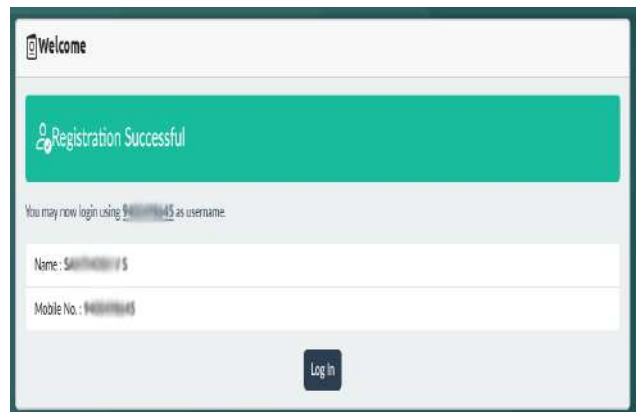 Welcome
Registration Successful
You may now login using as username.
Name : S
Mobile No. :
Log In